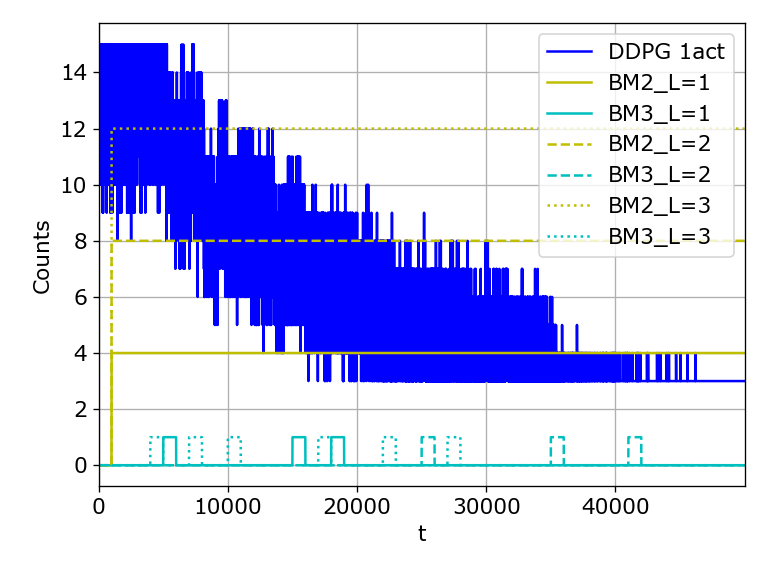 DDPG 1act
BM2_L=1
BM3_L=1
BM2_L=2
BM3_L=2
BM2_L=3
BM3_L=3
Counts
14
12
10
8
6
4
2
0
0 10000 20000 30000 40000
t